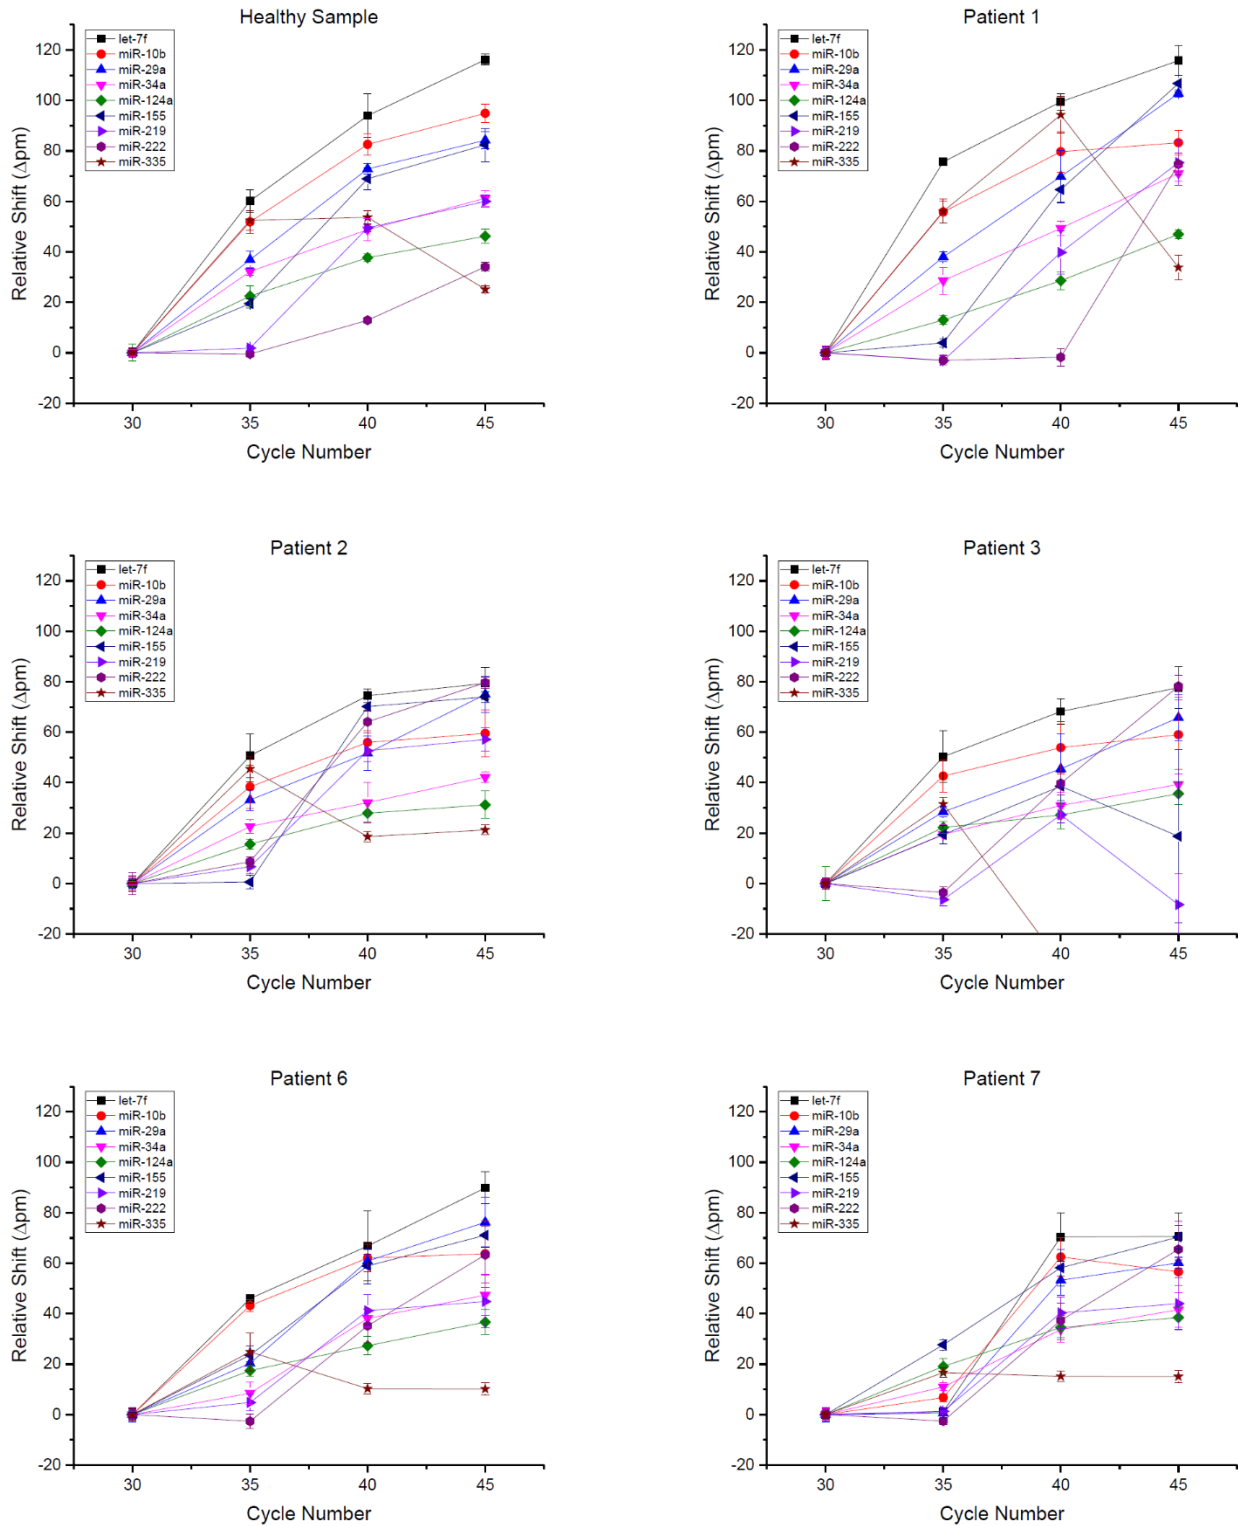 Healthy Sample
let-7f
miR-10b
miR-29a
miR-34a
miR-124a
miR-155
miR-219
miR-222
miR-335
Relative Shift (Δpm)
120
100
80
60
40
20
0
-20
30 35 40 45
Cycle Number
Patient 1
let-7f
miR-10b
miR-29a
miR-34a
miR-124a
miR-155
miR-219
miR-222
miR-335
Relative Shift (Δpm)
120
100
80
60
40
20
0
-20
30 35 40 45
Cycle Number
Patient 2
let-7f
miR-10b
miR-29a
miR-34a
miR-124a
miR-155
miR-219
miR-222
miR-335
Relative Shift (Δpm)
120
100
80
60
40
20
0
-20
30 35 40 45
Cycle Number
Patient 3
let-7f
miR-10b
miR-29a
miR-34a
miR-124a
miR-155
miR-219
miR-222
miR-335
Relative Shift (Δpm)
120
100
80
60
40
20
0
-20
30 35 40 45
Cycle Number
Patient 6
let-7f
miR-10b
miR-29a
miR-34a
miR-124a
miR-155
miR-219
miR-222
miR-335
Relative Shift (Δpm)
120
100
80
60
40
20
0
-20
30 35 40 45
Cycle Number
Patient 7
let-7f
miR-10b
miR-29a
miR-34a
miR-124a
miR-155
miR-219
miR-222
miR-335
Relative Shift (Δpm)
120
100
80
60
40
20
0
-20
30 35 40 45
Cycle Number